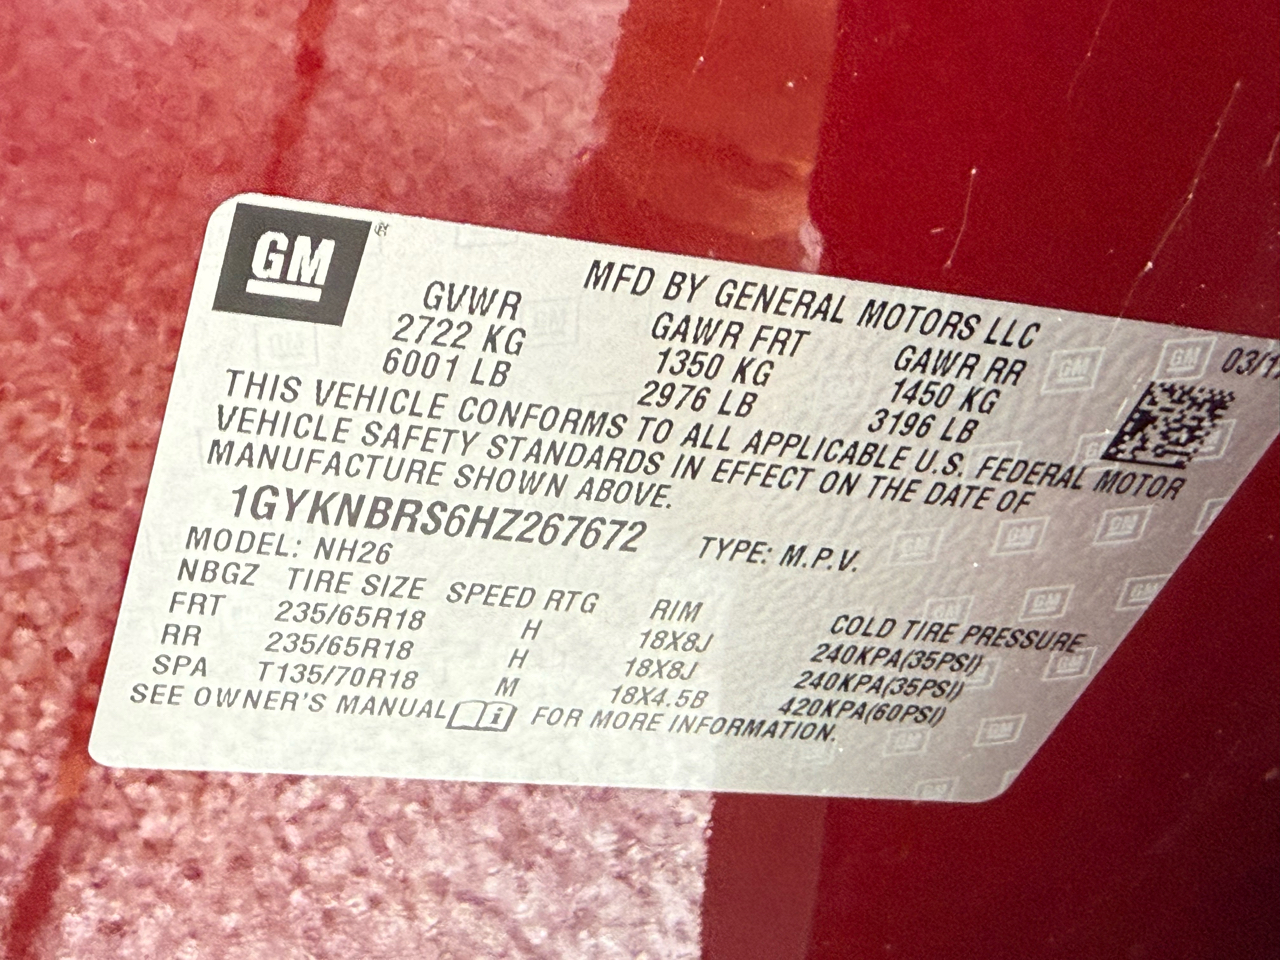 GM
MFD BY GENERAL MOTORS LLC
GVWR GAWR FRT GAWR RR
2722 KG 1350 KG 1450 KG
6001 LB 2976 LB 3196 LB
THIS VEHICLE CONFORMS TO ALL APPLICABLE U.S. FEDERAL MOTOR
VEHICLE SAFETY STANDARDS IN EFFECT ON THE DATE OF
MANUFACTURE SHOWN ABOVE.
1GYKNBRS6HZ267672 TYPE: M.P.V.
MODEL: NH26
NBGZ TIRE SIZE SPEED RTG RIM COLD TIRE PRESSURE
FRT 235/65R18 H 18X8J 240KPA(35PSI)
RR 235/65R18 H 18X8J 240KPA(35PSI)
SPA T135/70R18 M 18X4.5B 420KPA(60PSI)
SEE OWNER'S MANUAL i FOR MORE INFORMATION.